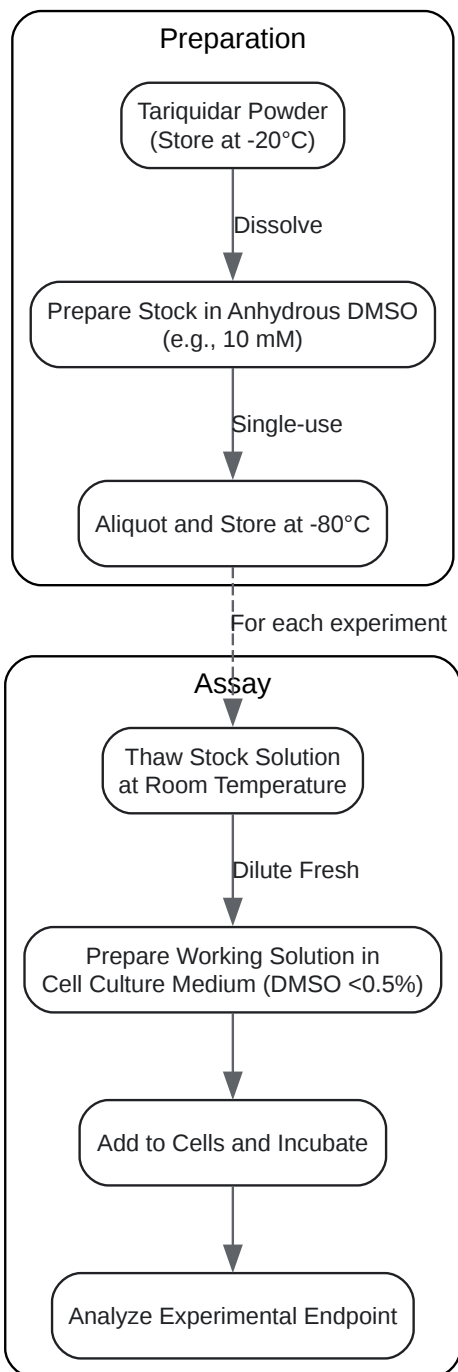 Preparation
Tariquidar Powder
(Store at -20°C)
Dissolve
Prepare Stock in Anhydrous DMSO
(e.g., 10 mM)
Single-use
Aliquot and Store at -80°C
For each experiment
Assay
Thaw Stock Solution
at Room Temperature
Dilute Fresh
Prepare Working Solution in
Cell Culture Medium (DMSO <0.5%)
Add to Cells and Incubate
Analyze Experimental Endpoint